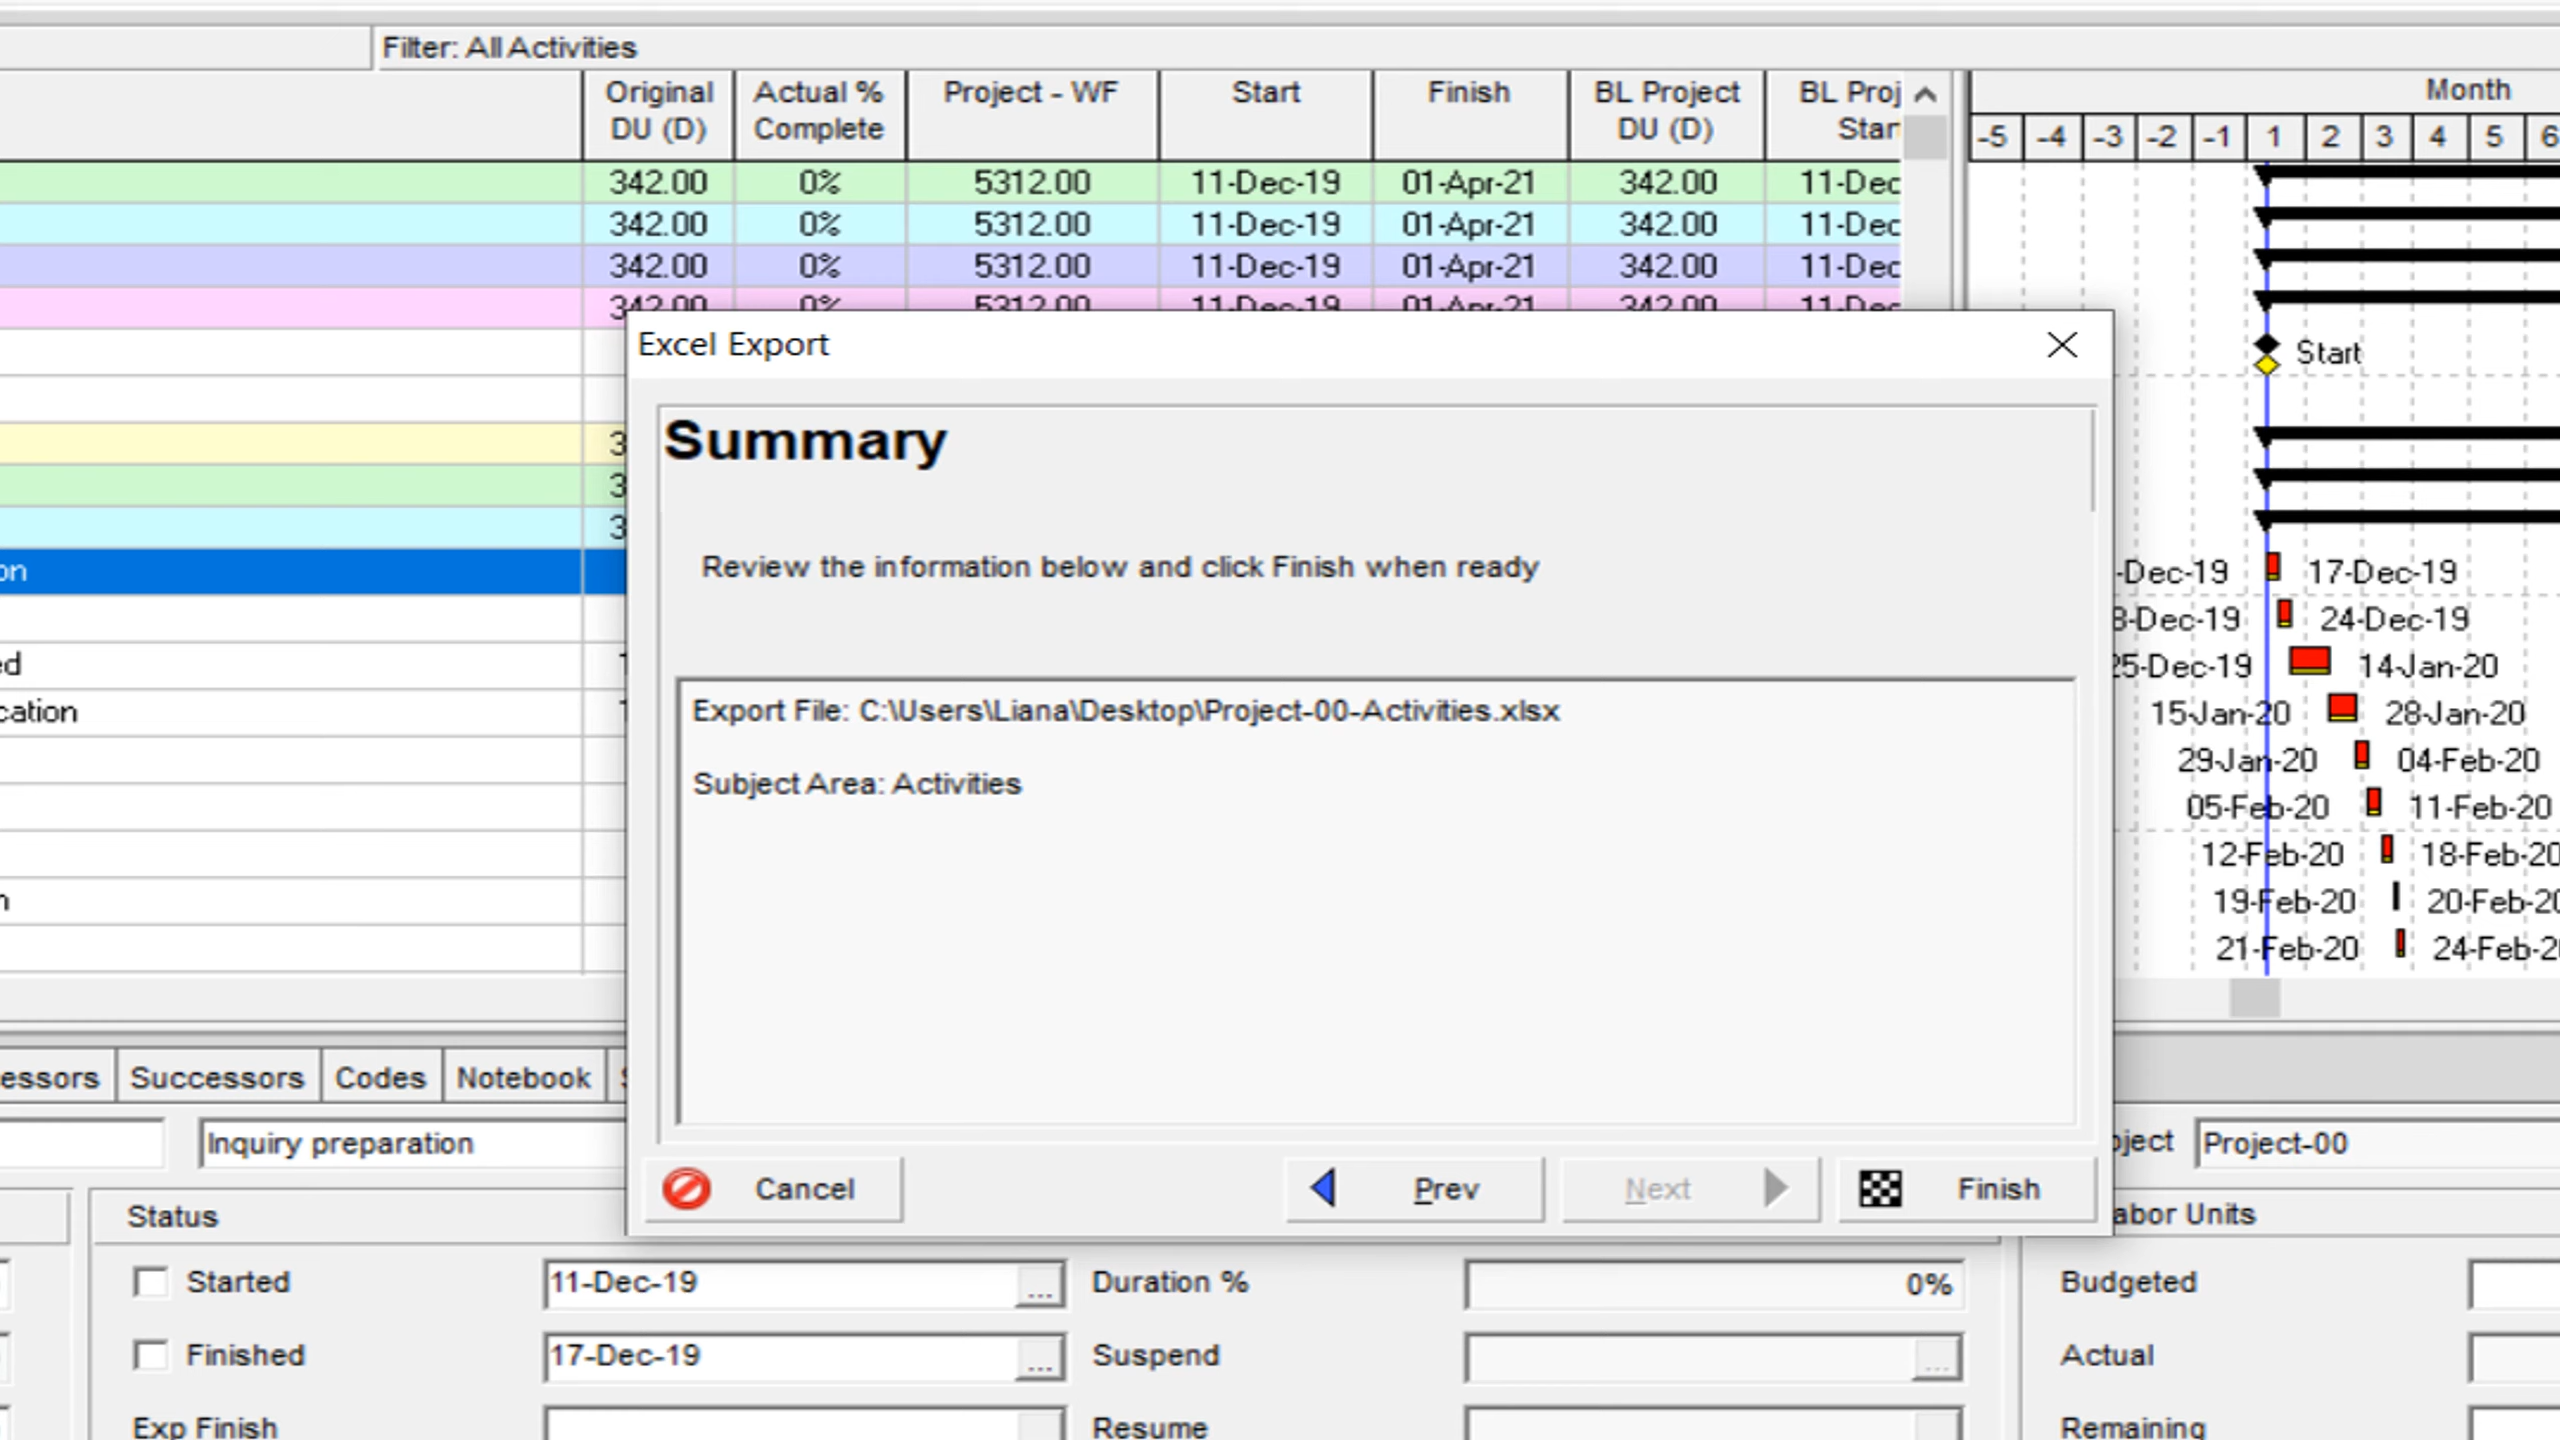 Filter: All Activities
Original DU (D) Actual % Complete Project - WF Start Finish BL Project DU (D) BL Proj Star Month
-5 -4 -3 -2 -1 1 2 3 4 5 6
342.00 0% 5312.00 11-Dec-19 01-Apr-21 342.00 11-Dec
342.00 0% 5312.00 11-Dec-19 01-Apr-21 342.00 11-Dec
342.00 0% 5312.00 11-Dec-19 01-Apr-21 342.00 11-Dec
342.00 0% 5312.00 11-Dec-19 01-Apr-21 342.00 11-Dec
Excel Export
Start
Summary
3
3
3
Review the information below and click Finish when ready
on
-Dec-19 17-Dec-19
8-Dec-19 24-Dec-19
ed
25-Dec-19 14-Jan-20
cation
15-Jan-20 28-Jan-20
29-Jan-20 04-Feb-20
05-Feb-20 11-Feb-20
12-Feb-20 18-Feb-20
n
19-Feb-20 20-Feb-20
21-Feb-20 24-Feb-2
Export File: C:\Users\Liana\Desktop\Project-00-Activities.xlsx
Subject Area: Activities
essors Successors Codes Notebook
Inquiry preparation
oject Project-00
Cancel Prev Next Finish
Status
abor Units
Started 11-Dec-19 ... Duration % 0% Budgeted
Finished 17-Dec-19 ... Suspend ... Actual
Exp Finish Resume Remaining